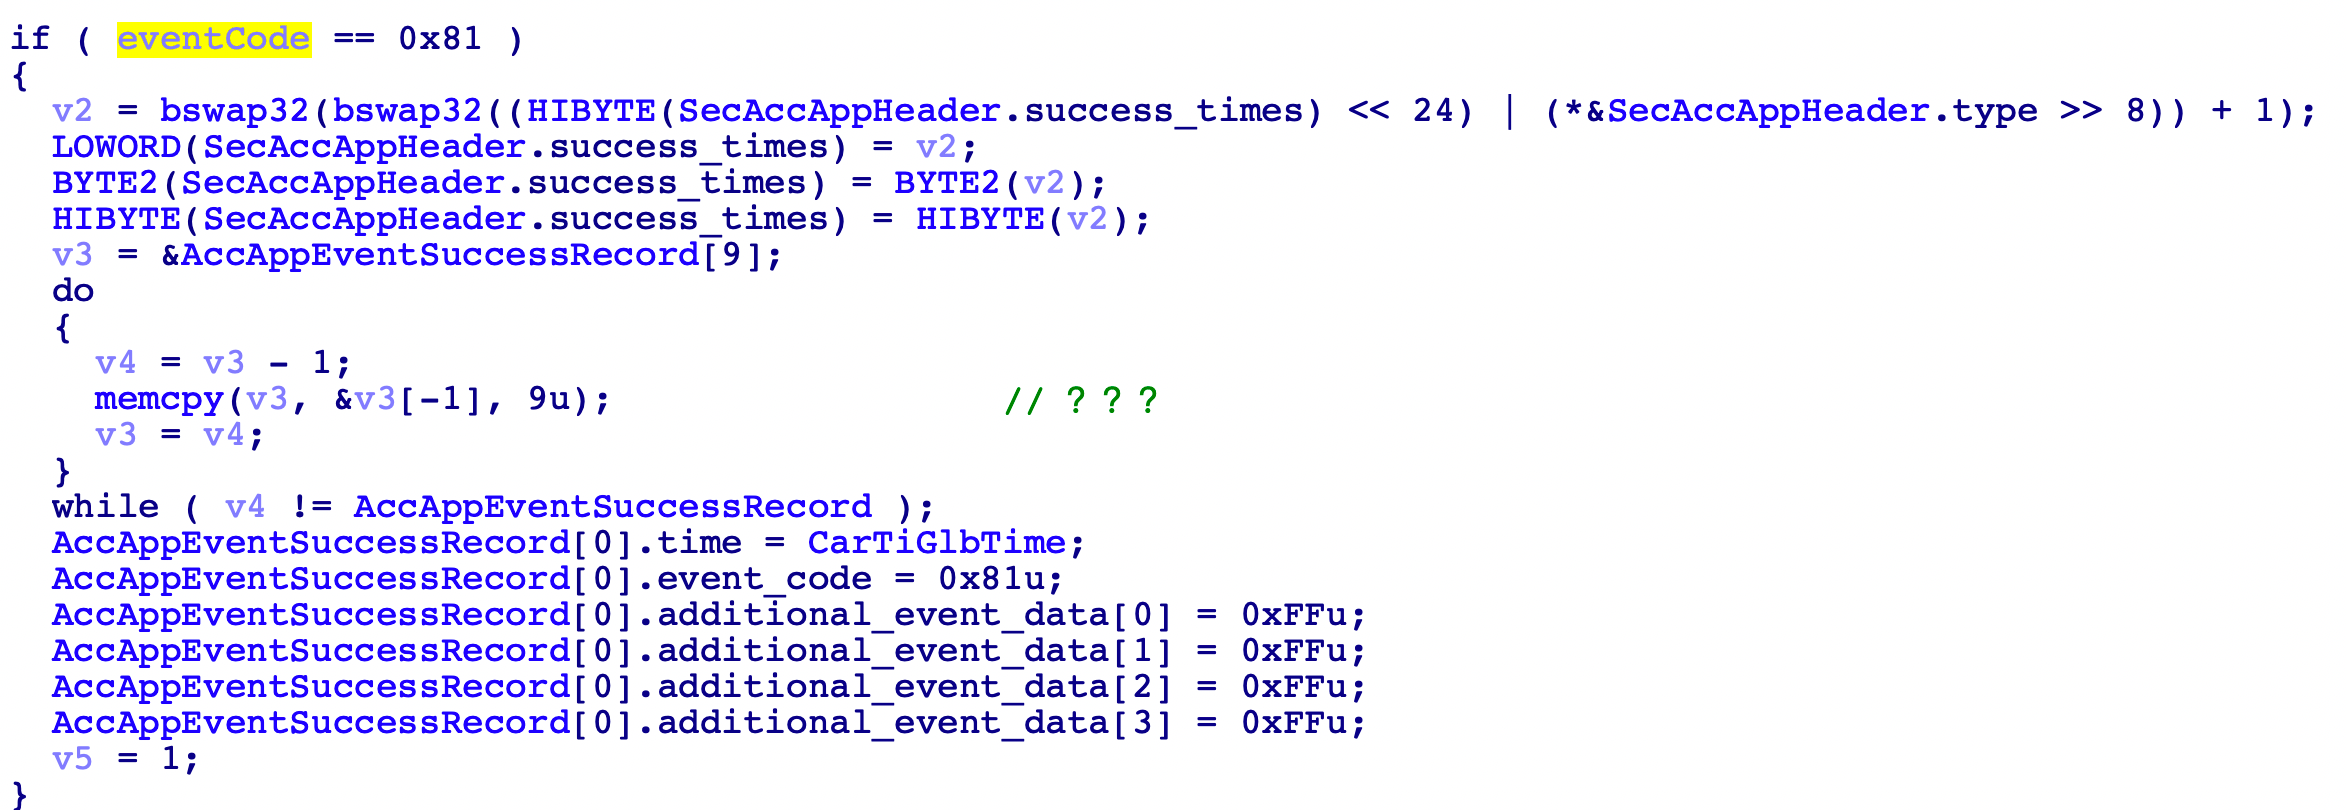 if ( eventCode == 0x81 )
{
v2 = bswap32(bswap32((HIBYTE(SecAccAppHeader.success_times) << 24) | (*&SecAccAppHeader.type >> 8)) + 1);
LOWORD(SecAccAppHeader.success_times) = v2;
BYTE2(SecAccAppHeader.success_times) = BYTE2(v2);
HIBYTE(SecAccAppHeader.success_times) = HIBYTE(v2);
v3 = &AccAppEventSuccessRecord[9];
do
{
v4 = v3 - 1;
memcpy(v3, &v3[-1], 9u); // ? ? ?
v3 = v4;
}
while ( v4 != AccAppEventSuccessRecord );
AccAppEventSuccessRecord[0].time = CarTiGlbTime;
AccAppEventSuccessRecord[0].event_code = 0x81u;
AccAppEventSuccessRecord[0].additional_event_data[0] = 0xFFu;
AccAppEventSuccessRecord[0].additional_event_data[1] = 0xFFu;
AccAppEventSuccessRecord[0].additional_event_data[2] = 0xFFu;
AccAppEventSuccessRecord[0].additional_event_data[3] = 0xFFu;
v5 = 1;
}